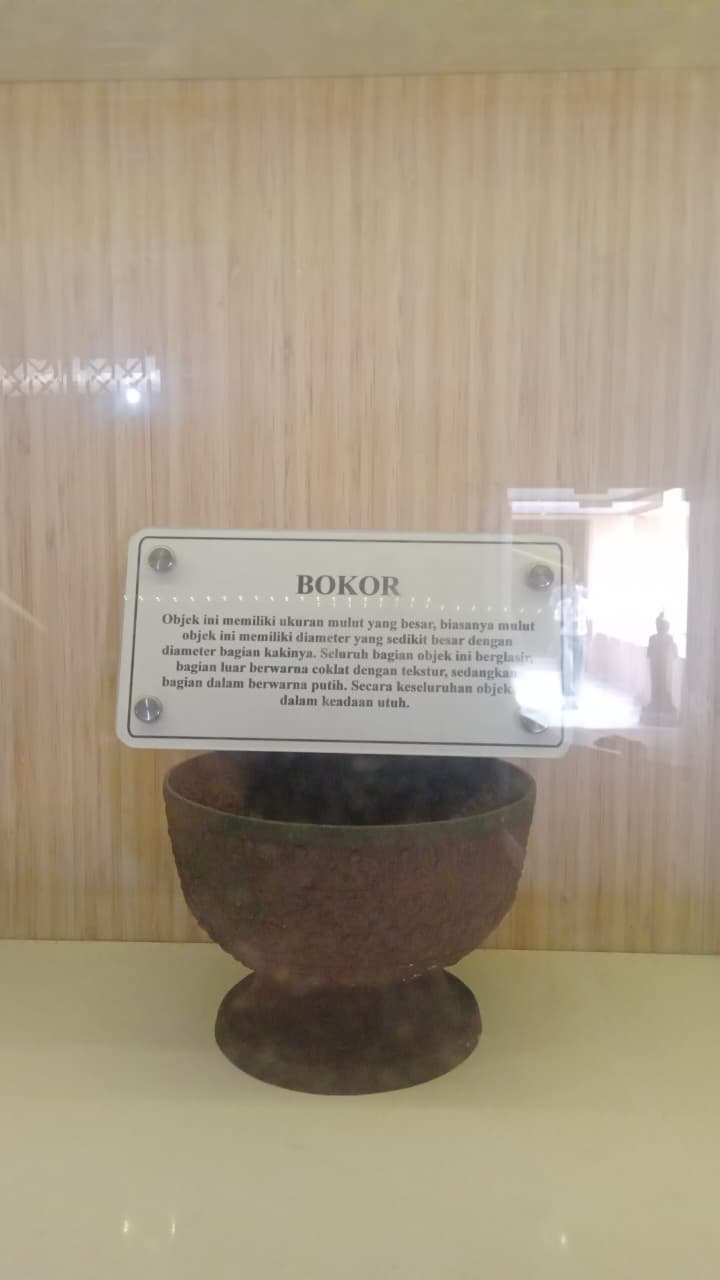 BOKOR
Objek ini memiliki ukuran mulut yang besar, biasanya mulut
objek ini memiliki diameter yang sedikit besar dengan
diameter bagian kakinya. Seluruh bagian objek ini berglasir,
bagian luar berwarna coklat dengan tekstur, sedangkan
bagian dalam berwarna putih. Secara keseluruhan objek
dalam keadaan utuh.